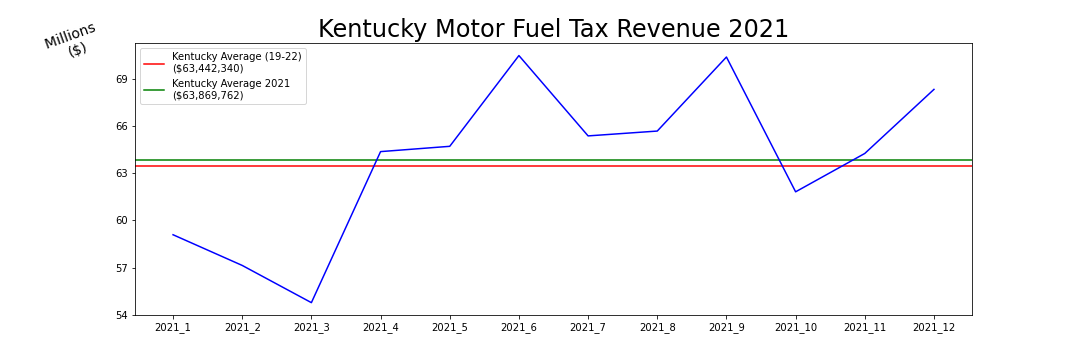 Millions
($)
Kentucky Motor Fuel Tax Revenue 2021
Kentucky Average (19-22)
($63,442,340)
Kentucky Average 2021
($63,869,762)
69
66
63
60
57
54
2021_1 2021_2 2021_3 2021_4 2021_5 2021_6 2021_7 2021_8 2021_9 2021_10 2021_11 2021_12